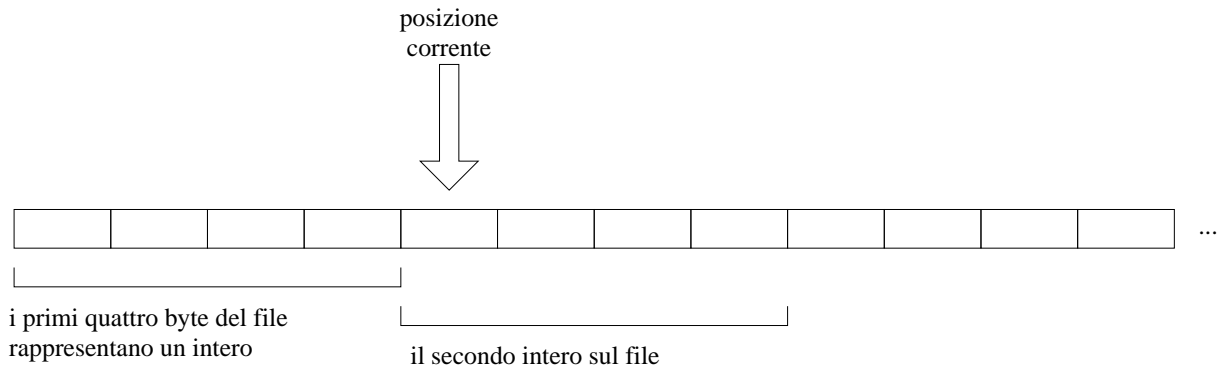 posizione
corrente
...
i primi quattro byte del file
rappresentano un intero
il secondo intero sul file